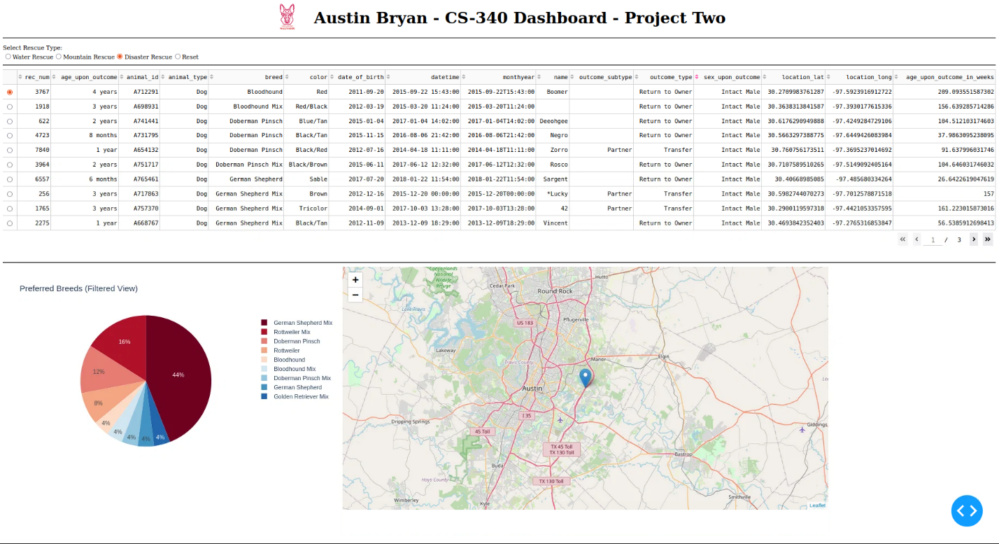 Austin Bryan - CS-340 Dashboard - Project Two
Select Rescue Type:
Water Rescue Mountain Rescue Disaster Rescue Reset
rec_num age_upon_outcome animal_id animal_type breed color date_of_birth datetime monthyear name outcome_subtype outcome_type sex_upon_outcome location_lat location_long age_upon_outcome_in_weeks
3767 4 years A712291 Dog Bloodhound Red 2011-09-20 2015-09-22 15:43:00 2015-09-22T15:43:00 Boomer Return to Owner Intact Male 30.2709983761287 -97.5923916912722 209.093551587302
1918 3 years A698931 Dog Bloodhound Mix Red/Black 2012-03-19 2015-03-20 11:24:00 2015-03-20T11:24:00 Return to Owner Intact Male 30.3638313841587 -97.3930177615336 156.639285714286
622 2 years A741441 Dog Doberman Pinsch Blue/Tan 2015-01-04 2017-01-04 14:02:00 2017-01-04T14:02:00 Deeohgee Return to Owner Intact Male 30.6176290949888 -97.4249284729106 104.512103174603
4723 8 months A731795 Dog Doberman Pinsch Black/Tan 2015-11-15 2016-08-06 21:42:00 2016-08-06T21:42:00 Negro Return to Owner Intact Male 30.5663297388775 -97.6449426083984 37.9863095238095
7840 1 year A654132 Dog Doberman Pinsch Black/Red 2012-07-16 2014-04-18 11:11:00 2014-04-18T11:11:00 Zorro Partner Transfer Intact Male 30.760756173511 -97.3695237014692 91.637996031746
3964 2 years A751717 Dog Doberman Pinsch Mix Black/Brown 2015-06-11 2017-06-12 12:32:00 2017-06-12T12:32:00 Rosco Return to Owner Intact Male 30.7107589510265 -97.5149092405164 104.646031746032
6557 6 months A765461 Dog German Shepherd Sable 2017-07-20 2018-01-22 11:54:00 2018-01-22T11:54:00 Sargent Return to Owner Intact Male 30.40668985085 -97.485680334264 26.6422619047619
256 3 years A717863 Dog German Shepherd Mix Brown 2012-12-16 2015-12-20 00:00:00 2015-12-20T00:00:00 *Lucky Partner Transfer Intact Male 30.5982744070273 -97.7012578871518 157
1765 3 years A757370 Dog German Shepherd Mix Tricolor 2014-09-01 2017-10-03 13:28:00 2017-10-03T13:28:00 42 Partner Transfer Intact Male 30.2900119597318 -97.4421053357595 161.223015873016
2275 1 year A668767 Dog German Shepherd Mix Black/Tan 2012-11-09 2013-12-09 18:29:00 2013-12-09T18:29:00 Vincent Return to Owner Intact Male 30.4693842352403 -97.2765316853847 56.5385912698413
1 / 3
Preferred Breeds (Filtered View)
44%
16%
12%
8%
4%
4%
4%
4%
4%
German Shepherd Mix
Rottweiler Mix
Doberman Pinsch
Rottweiler
Bloodhound
Bloodhound Mix
Doberman Pinsch Mix
German Shepherd
Golden Retriever Mix
+
−
National
Wildlife
Refuge
Cedar Park
Round Rock
Hutto
Lake Travis
US 183
Pflugerville
Lakeway
Travis County
Manor
Elgin
Austin
I 35
Dripping Springs
45 Toll
Giddings
TX 45 Toll
TX 130 Toll
Bastrop
Buda
Hays County
TX 130 Toll
Wimberley
Kyle
Smithville
Leaflet